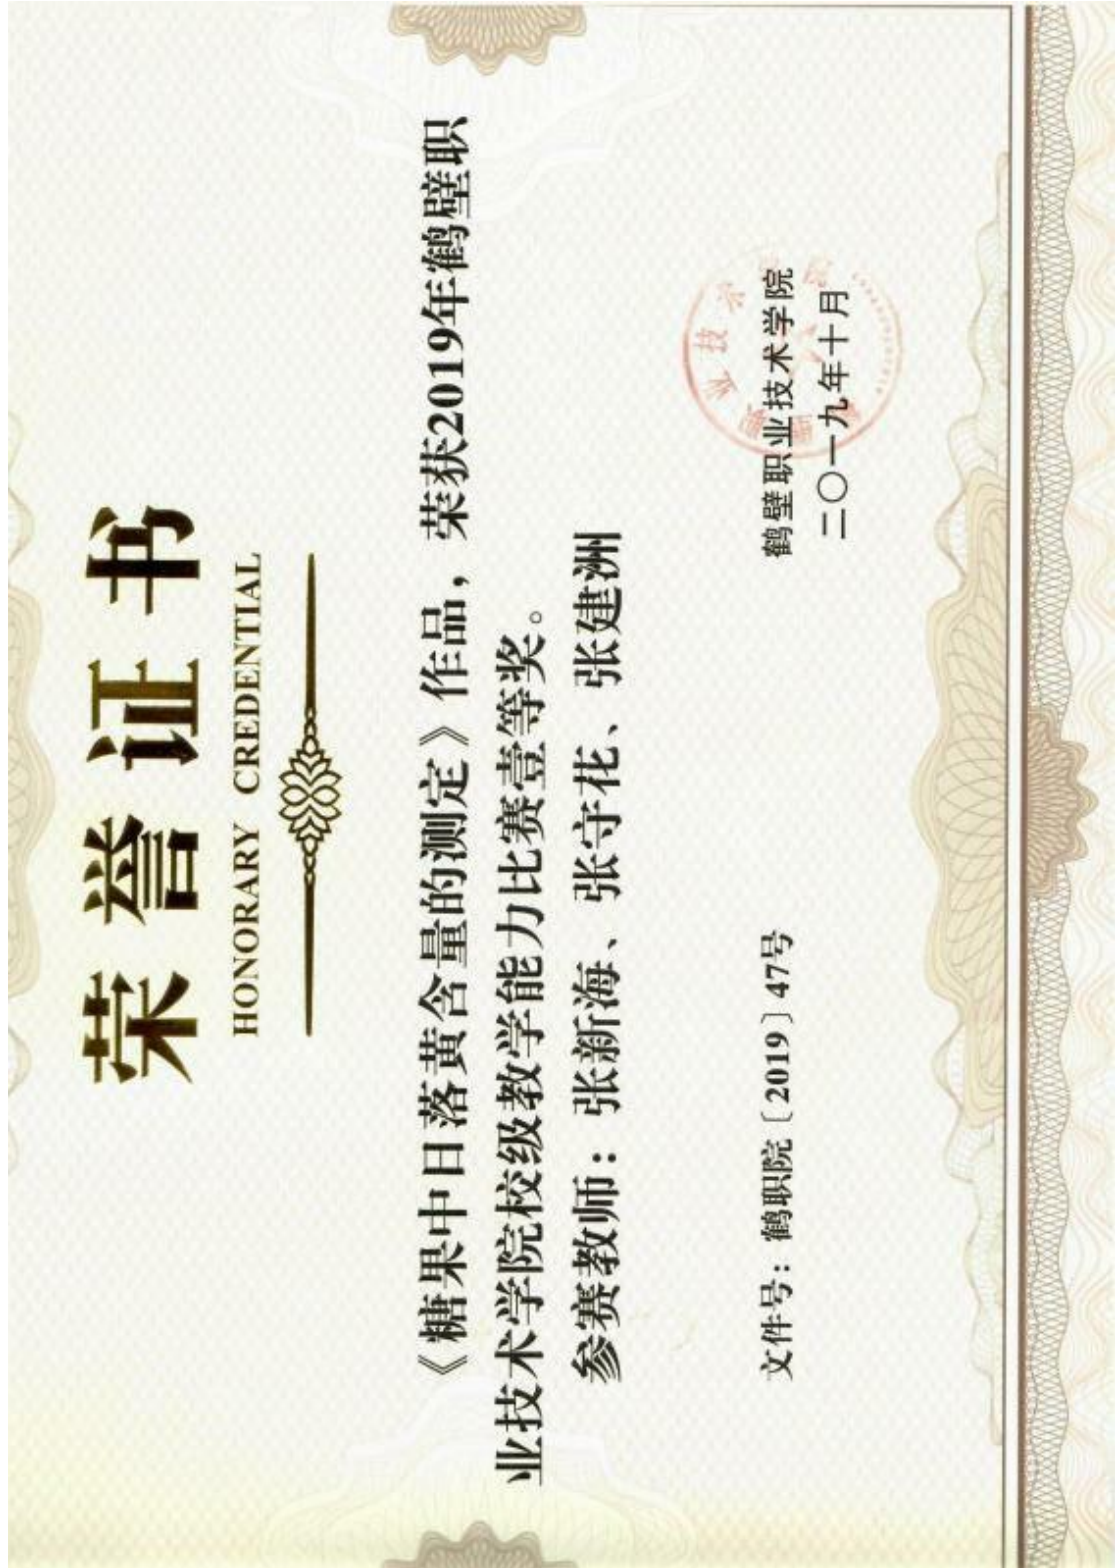 荣誉证书
HONORARY CREDENTIAL
《糖果中日落黄含量的测定》作品，荣获2019年鹤壁职
业技术学院校级教学能力比赛壹等奖。
参赛教师：张新海、张守花、张建洲
文件号：鹤职院〔2019〕47号
鹤壁职业技术学院
二〇一九年十月